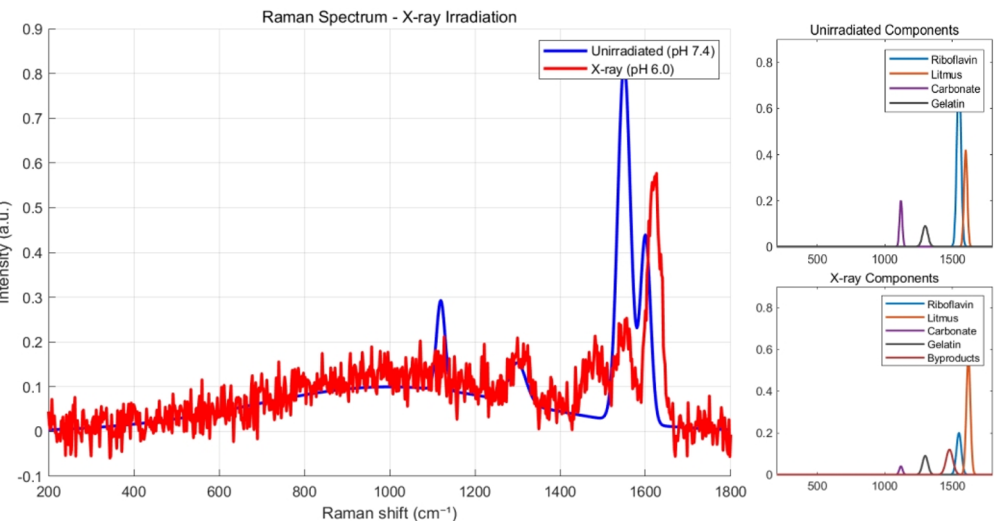 Raman Spectrum - X-ray Irradiation
Intensity (a.u.)
0.9
0.8
0.7
0.6
0.5
0.4
0.3
0.2
0.1
0
-0.1
Unirradiated (pH 7.4)
X-ray (pH 6.0)
200 400 600 800 1000 1200 1400 1600 1800
Raman shift (cm⁻¹)
Unirradiated Components
0.8
0.6
0.4
0.2
0
Riboflavin
Litmus
Carbonate
Gelatin
500 1000 1500
X-ray Components
0.8
0.6
0.4
0.2
0
Riboflavin
Litmus
Carbonate
Gelatin
Byproducts
500 1000 1500